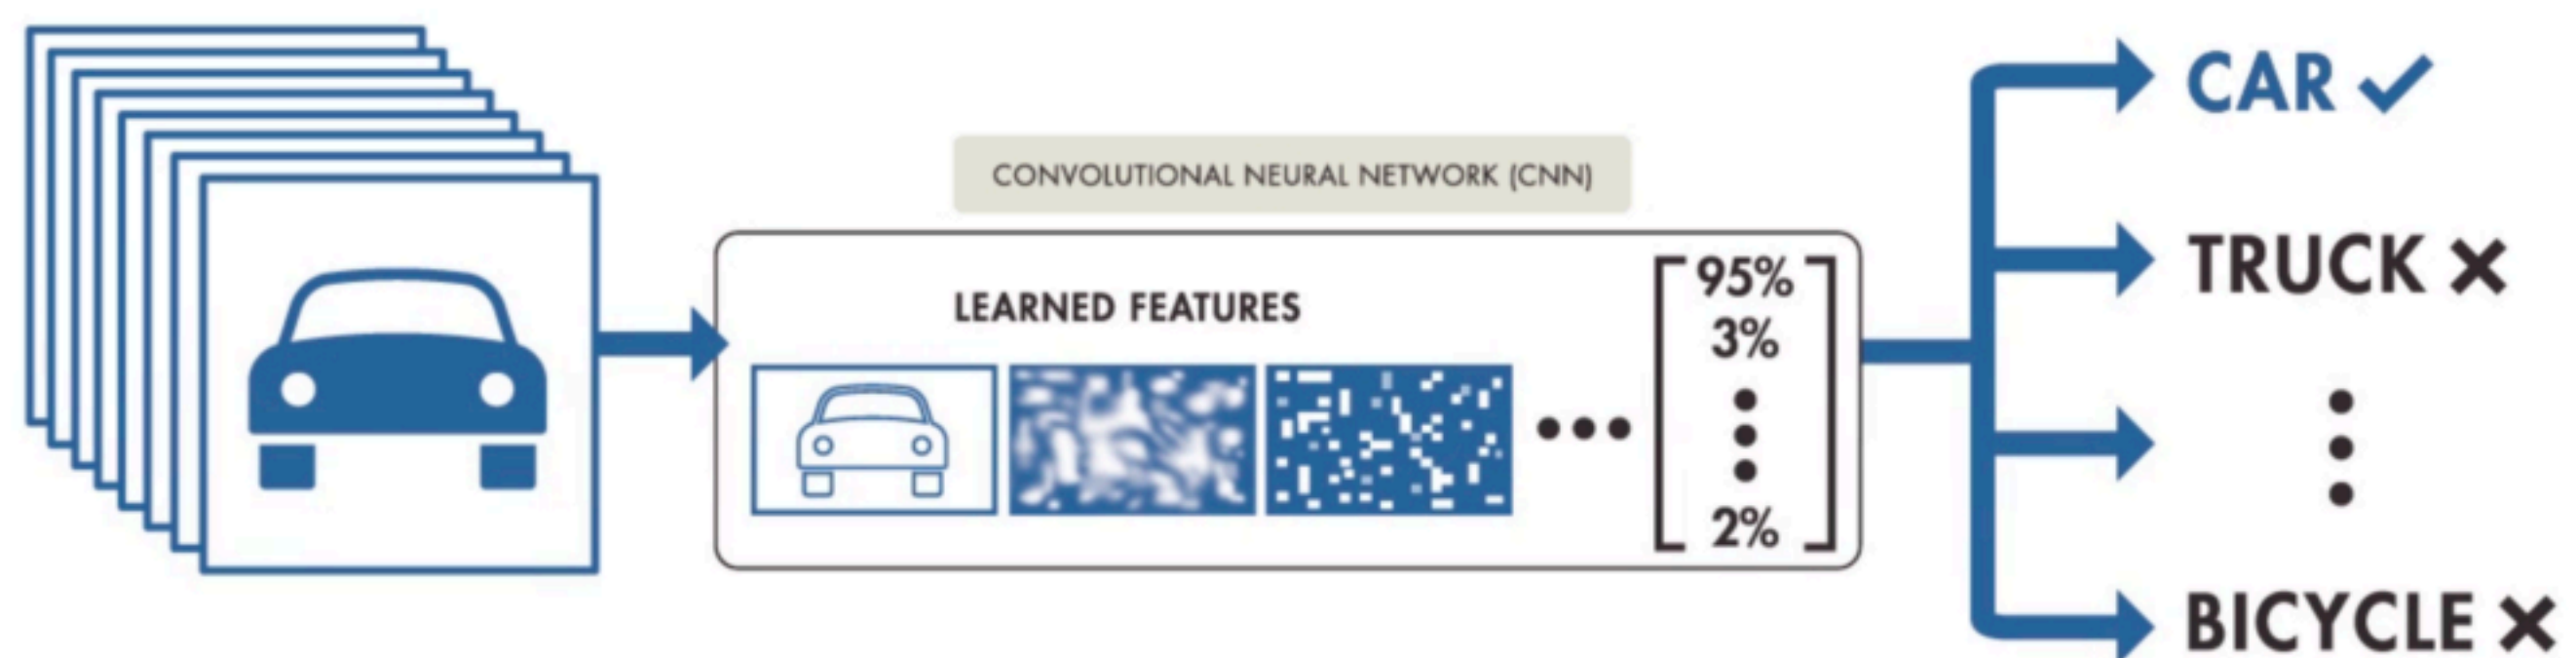 CONVOLUTIONAL NEURAL NETWORK (CNN)
LEARNED FEATURES
95%
3%
2%
CAR
TRUCK
BICYCLE